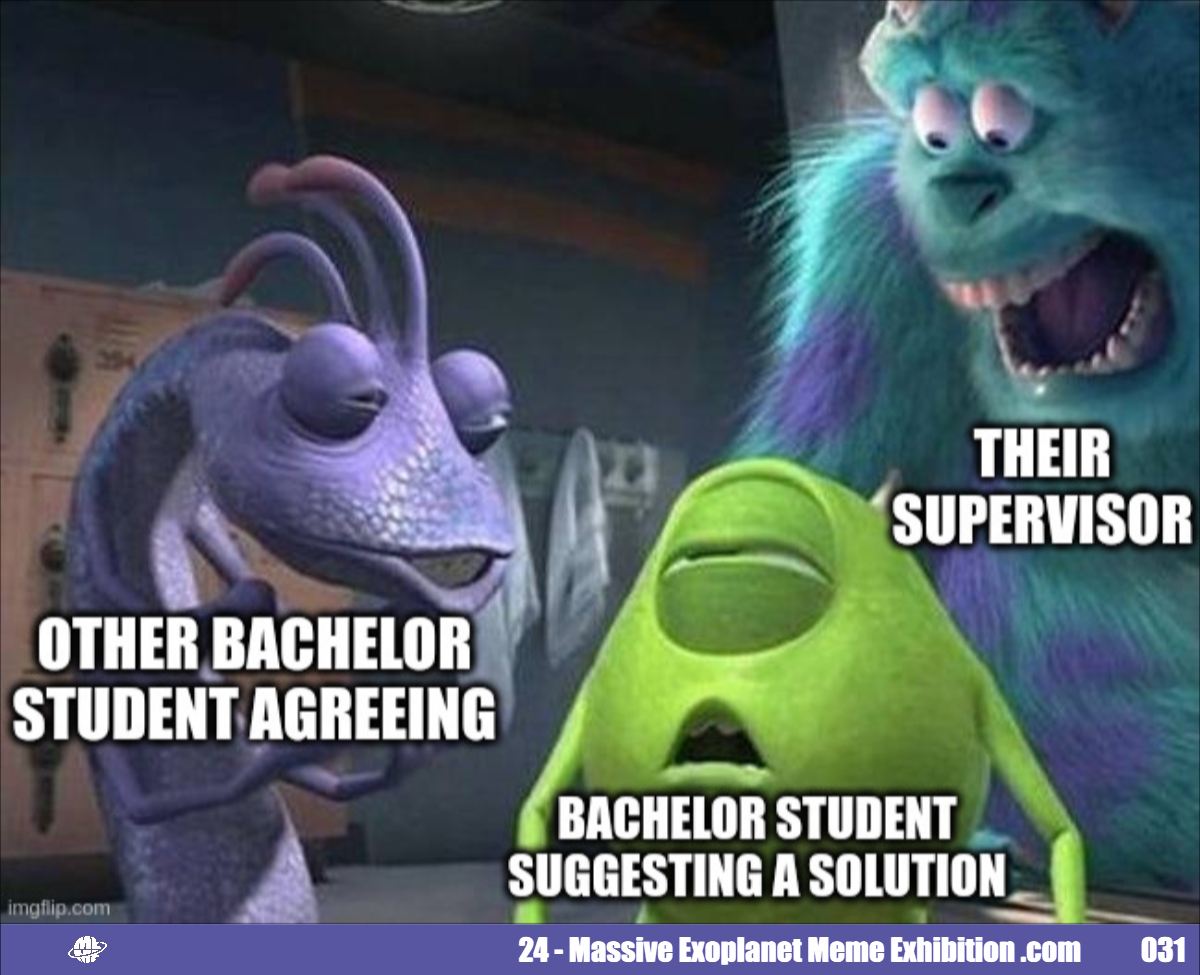 THEIR
SUPERVISOR
OTHER BACHELOR
STUDENT AGREEING
BACHELOR STUDENT
SUGGESTING A SOLUTION
imgflip.com
24 - Massive Exoplanet Meme Exhibition .com 031